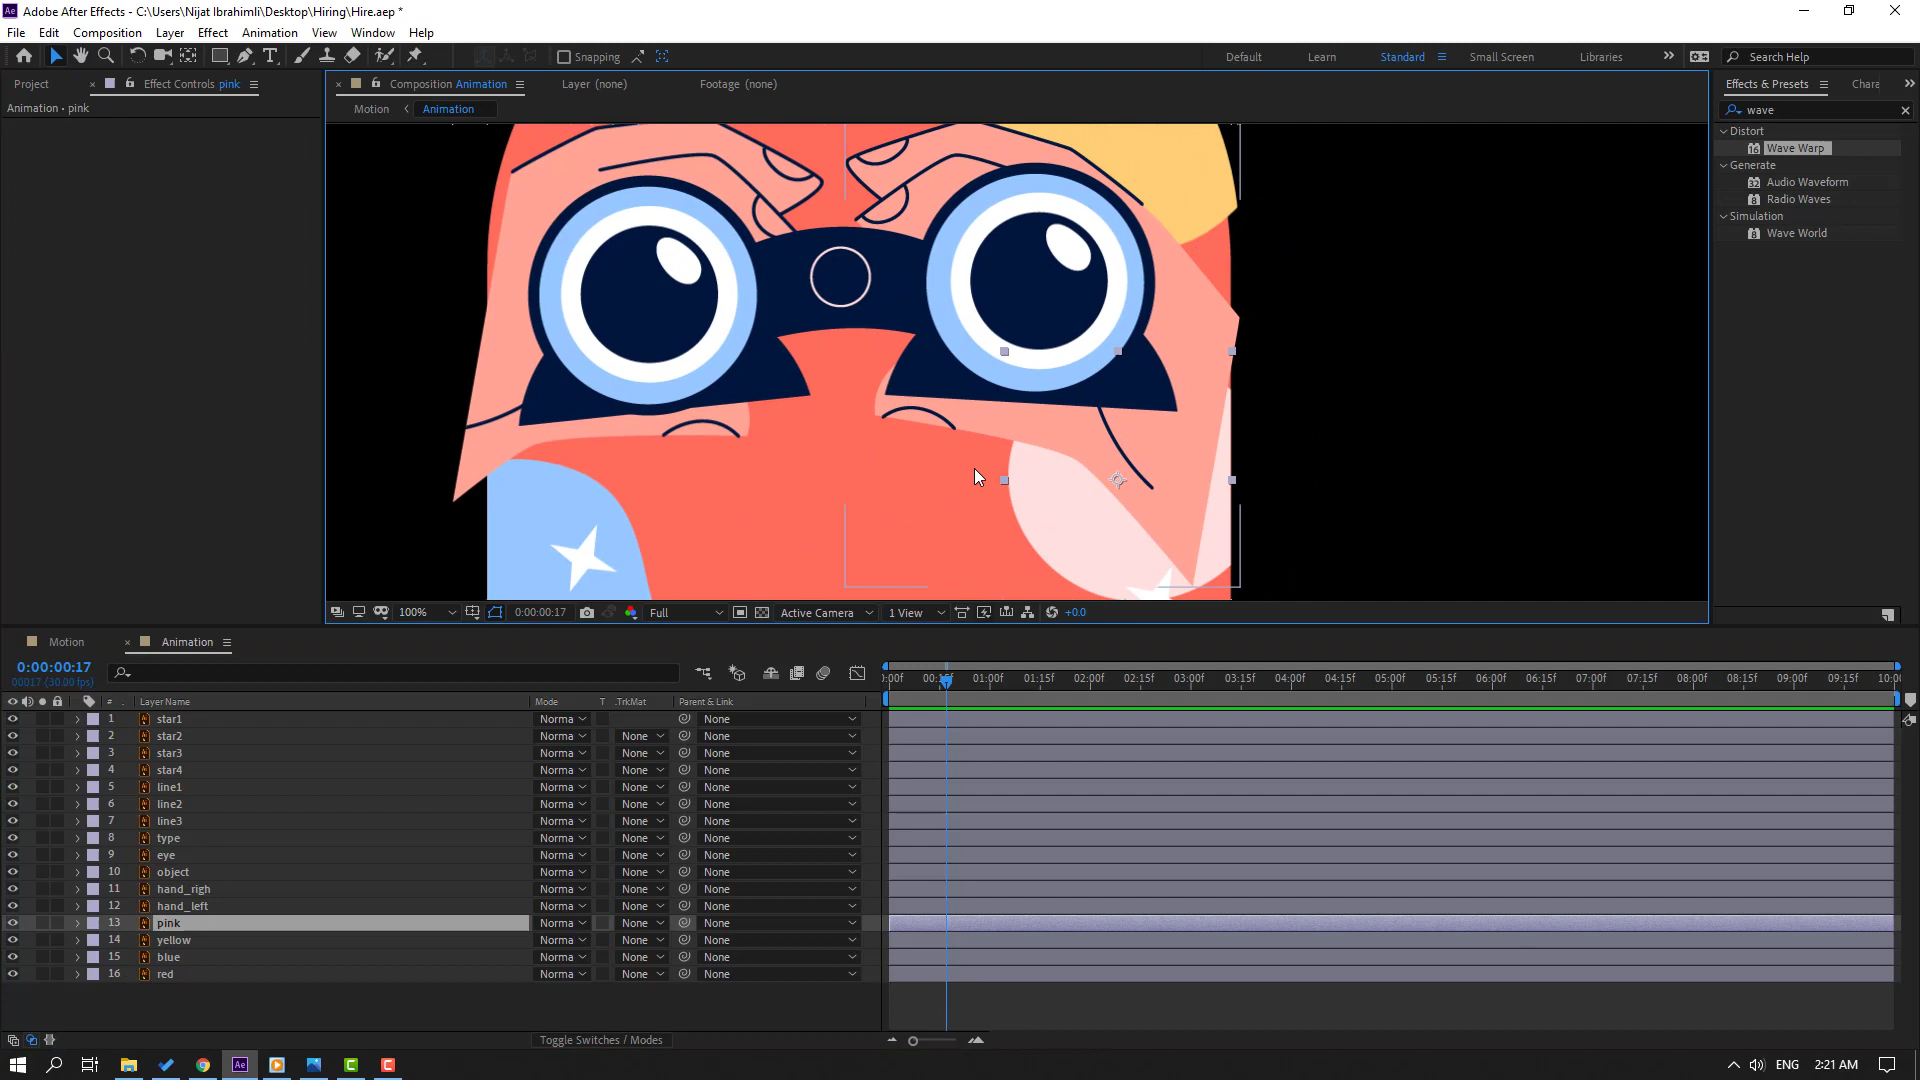 Adobe After Effects - C:\Users\Nijat Ibrahimli\Desktop\Hiring\Hire.aep *
File Edit Composition Layer Effect Animation View Window Help
Snapping Default Learn Standard Small Screen Libraries Search Help
Project Effect Controls pink Composition Animation Layer (none) Footage (none) Effects & Presets Chara
Animation • pink Motion Animation wave
Distort
Wave Warp
Generate
Audio Waveform
Radio Waves
Simulation
Wave World
100% 0:00:00:17 Full Active Camera 1 View +0.0
Motion Animation
0:00:00:17
00017 (30.00 fps)
0:00f 00:15f 01:00f 01:15f 02:00f 02:15f 03:00f 03:15f 04:00f 04:15f 05:00f 05:15f 06:00f 06:15f 07:00f 07:15f 08:00f 08:15f 09:00f 09:15f 10:00
# Layer Name Mode T .TrkMat Parent & Link
1 star1 Norma None
2 star2 Norma None None
3 star3 Norma None None
4 star4 Norma None None
5 line1 Norma None None
6 line2 Norma None None
7 line3 Norma None None
8 type Norma None None
9 eye Norma None None
10 object Norma None None
11 hand_righ Norma None None
12 hand_left Norma None None
13 pink Norma None None
14 yellow Norma None None
15 blue Norma None None
16 red Norma None None
Toggle Switches / Modes
ENG 2:21 AM